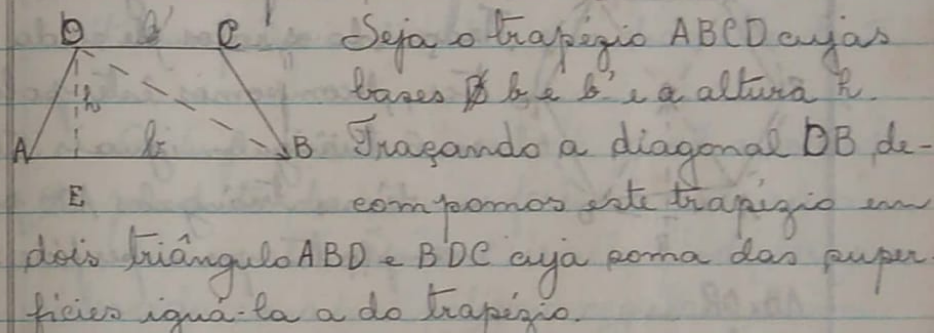 D b' C
Seja o trapézio ABCD cujas
bases b e b' e a altura h.
h
A b B
Traçando a diagonal DB, de-
E
compomos este trapézio em
dois triângulo ABD e BDC cuja soma das super-
fícies iguá-la a do trapézio.